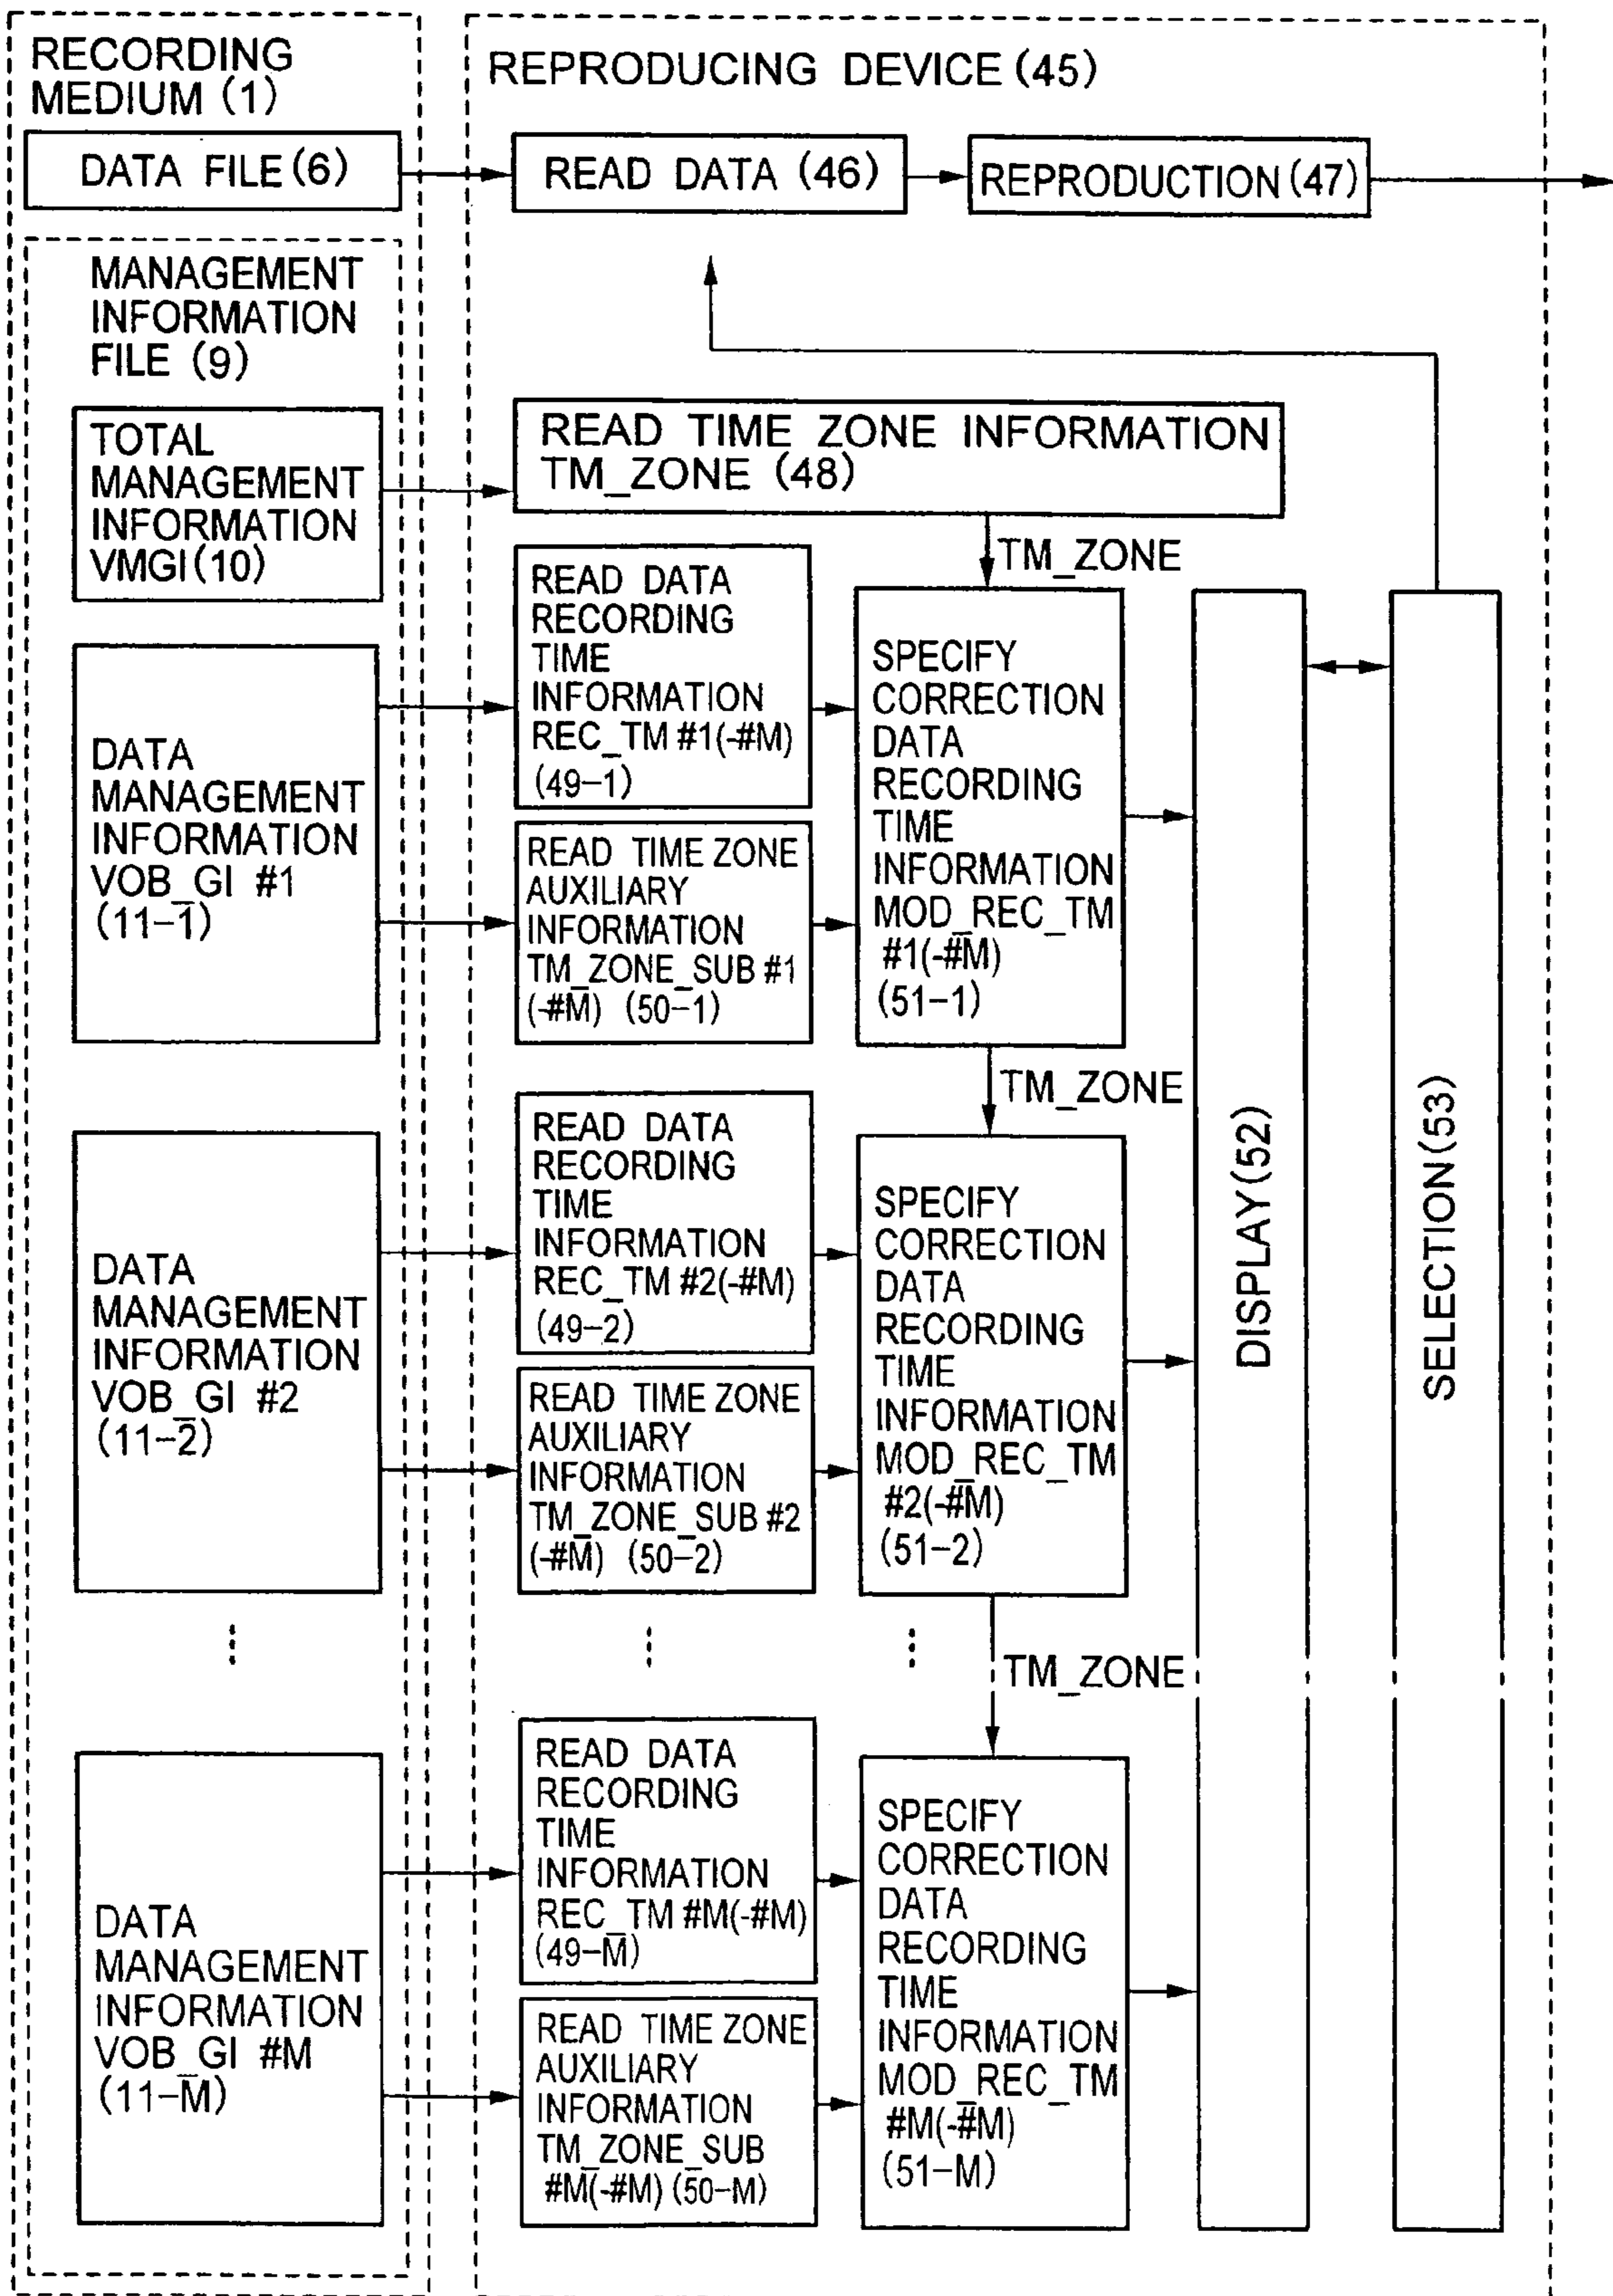 RECORDING
MEDIUM (1)
DATA FILE (6)
MANAGEMENT
INFORMATION
FILE (9)
TOTAL
MANAGEMENT
INFORMATION
VMGI (10)
DATA
MANAGEMENT
INFORMATION
VOB_GI #1
(11-1)
DATA
MANAGEMENT
INFORMATION
VOB_GI #2
(11-2)
DATA
MANAGEMENT
INFORMATION
VOB_GI #M
(11-M)
REPRODUCING DEVICE (45)
READ DATA (46)
REPRODUCTION (47)
READ TIME ZONE INFORMATION
TM_ZONE (48)
TM_ZONE
READ DATA
RECORDING
TIME
INFORMATION
REC_TM #1(-#M)
(49-1)
READ TIME ZONE
AUXILIARY
INFORMATION
TM_ZONE_SUB #1
(-#M) (50-1)
SPECIFY
CORRECTION
DATA
RECORDING
TIME
INFORMATION
MOD_REC_TM
#1(-#M)
(51-1)
TM_ZONE
READ DATA
RECORDING
TIME
INFORMATION
REC_TM #2(-#M)
(49-2)
READ TIME ZONE
AUXILIARY
INFORMATION
TM_ZONE_SUB #2
(-#M) (50-2)
SPECIFY
CORRECTION
DATA
RECORDING
TIME
INFORMATION
MOD_REC_TM
#2(-#M)
(51-2)
TM_ZONE
READ DATA
RECORDING
TIME
INFORMATION
REC_TM #M(-#M)
(49-M)
READ TIME ZONE
AUXILIARY
INFORMATION
TM_ZONE_SUB
#M(-#M) (50-M)
SPECIFY
CORRECTION
DATA
RECORDING
TIME
INFORMATION
MOD_REC_TM
#M(-#M)
(51-M)
DISPLAY (52)
SELECTION (53)